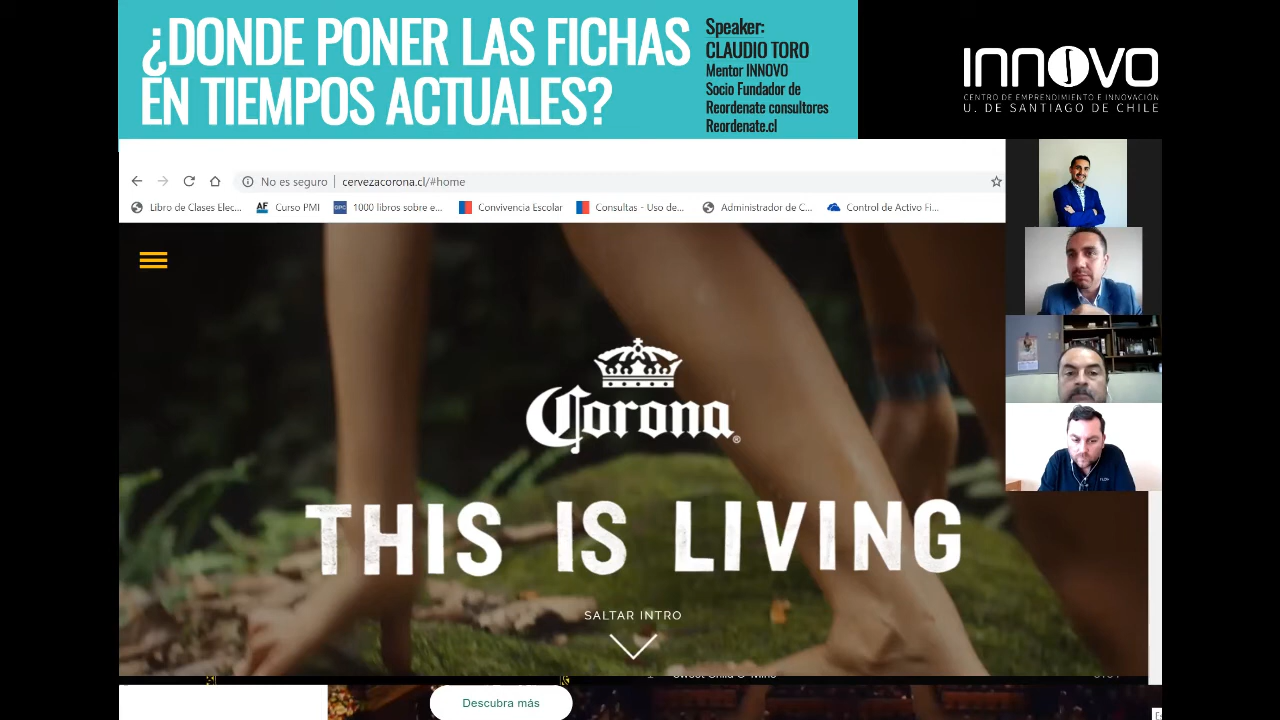 ¿DONDE PONER LAS FICHAS
EN TIEMPOS ACTUALES?
Speaker:
CLAUDIO TORO
Mentor INNOVO
Socio Fundador de
Reordenate consultores
Reordenate.cl
INNOVO
CENTRO DE EMPRENDIMIENTO E INNOVACIÓN
U. DE SANTIAGO DE CHILE
No es seguro | cervezacorona.cl/#home
Libro de Clases Elec... AF Curso PMI 1000 libros sobre e... Convivencia Escolar Consultas - Uso de... Administrador de C... Control de Activo Fi...
Corona®
THIS IS LIVING
SALTAR INTRO
Descubra más